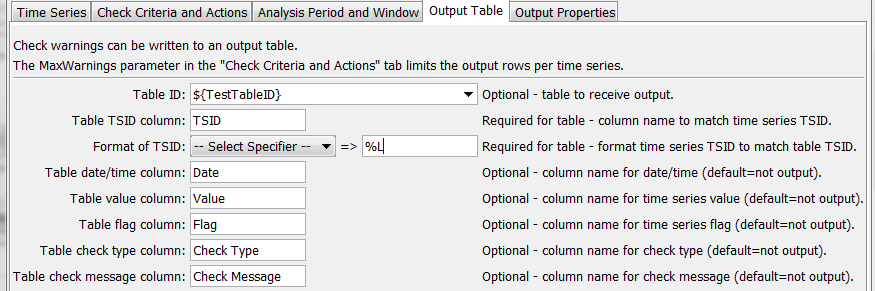 Time Series Check Criteria and Actions Analysis Period and Window Output Table Output Properties
Check warnings can be written to an output table.
The MaxWarnings parameter in the "Check Criteria and Actions" tab limits the output rows per time series.
Table ID: ${TestTableID} Optional - table to receive output.
Table TSID column: TSID Required for table - column name to match time series TSID.
Format of TSID: -- Select Specifier -- => %L Required for table - format time series TSID to match table TSID.
Table date/time column: Date Optional - column name for date/time (default=not output).
Table value column: Value Optional - column name for time series value (default=not output).
Table flag column: Flag Optional - column name for time series flag (default=not output).
Table check type column: Check Type Optional - column name for check type (default=not output).
Table check message column: Check Message Optional - column name for check message (default=not output).